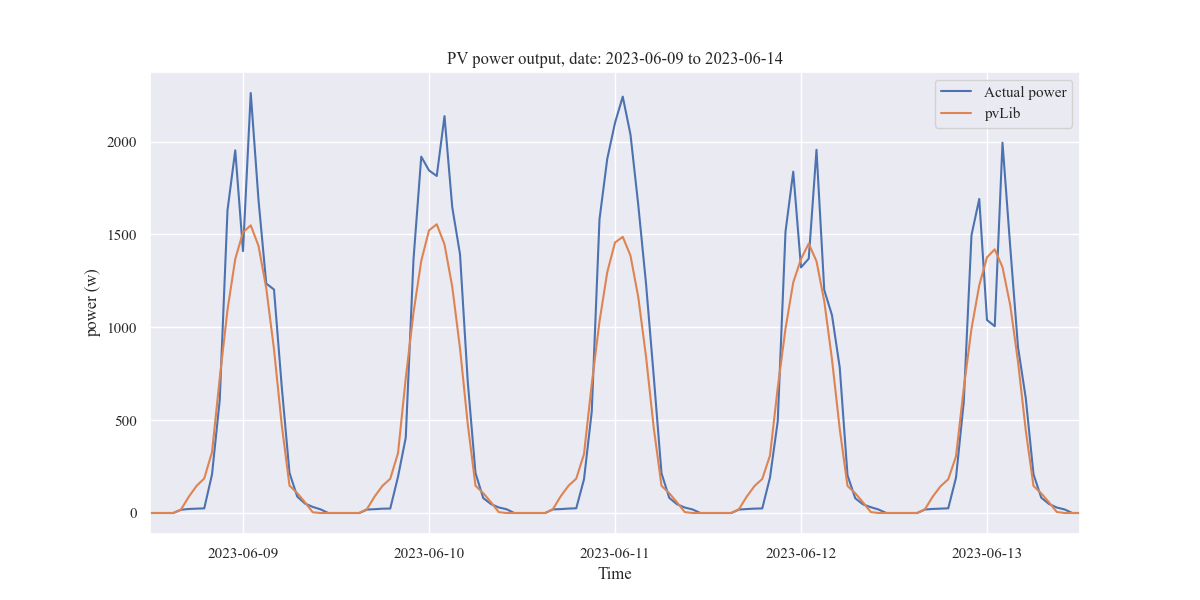 PV power output, date: 2023-06-09 to 2023-06-14
Actual power
pvLib
2000
1500
1000
500
0
power (w)
2023-06-09
2023-06-10
2023-06-11
2023-06-12
2023-06-13
Time